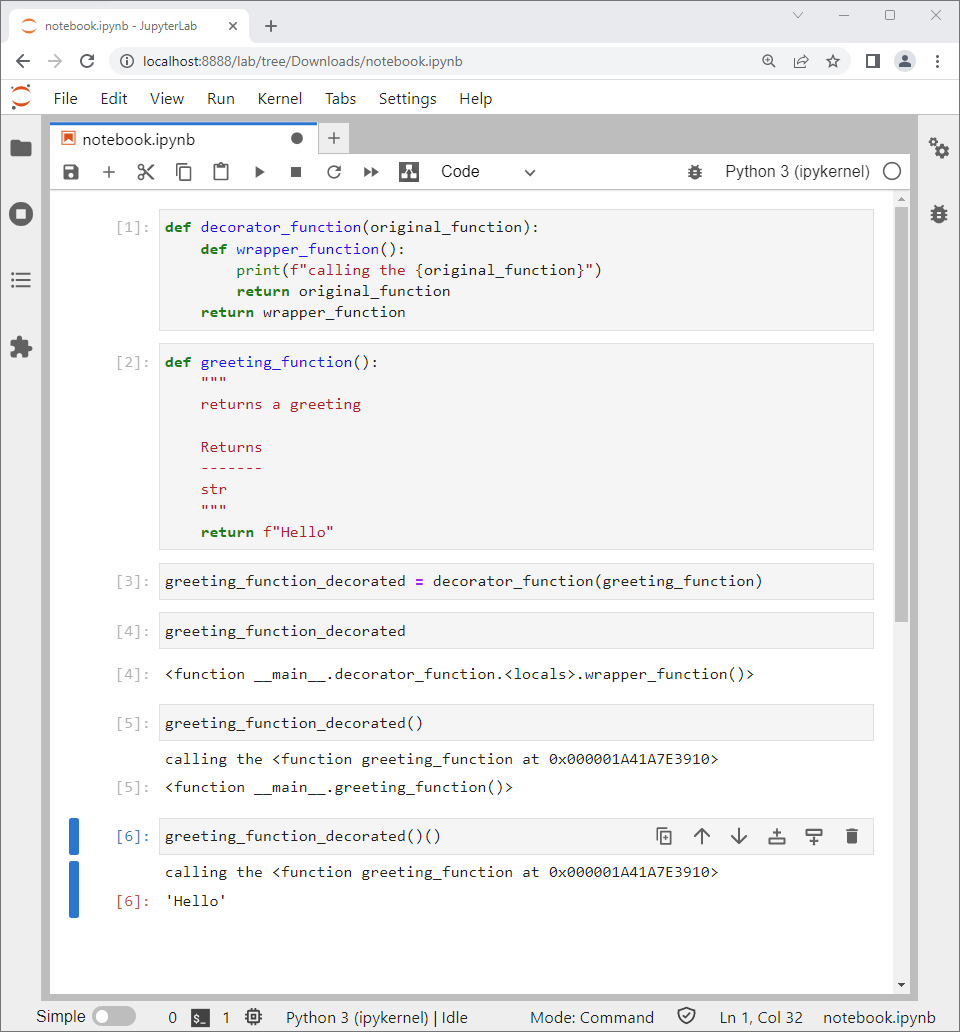 notebook.ipynb - JupyterLab
localhost:8888/lab/tree/Downloads/notebook.ipynb
File Edit View Run Kernel Tabs Settings Help
notebook.ipynb
Code
Python 3 (ipykernel)
[1]: def decorator_function(original_function):
    def wrapper_function():
        print(f"calling the {original_function}")
        return original_function
    return wrapper_function
[2]: def greeting_function():
    """
    returns a greeting
    Returns
    -------
    str
    """
    return f"Hello"
[3]: greeting_function_decorated = decorator_function(greeting_function)
[4]: greeting_function_decorated
[4]: <function __main__.decorator_function.<locals>.wrapper_function()>
[5]: greeting_function_decorated()
calling the <function greeting_function at 0x000001A41A7E3910>
[5]: <function __main__.greeting_function()>
[6]: greeting_function_decorated()()
calling the <function greeting_function at 0x000001A41A7E3910>
[6]: 'Hello'
Simple 0 $_ 1 Python 3 (ipykernel) | Idle Mode: Command Ln 1, Col 32 notebook.ipynb